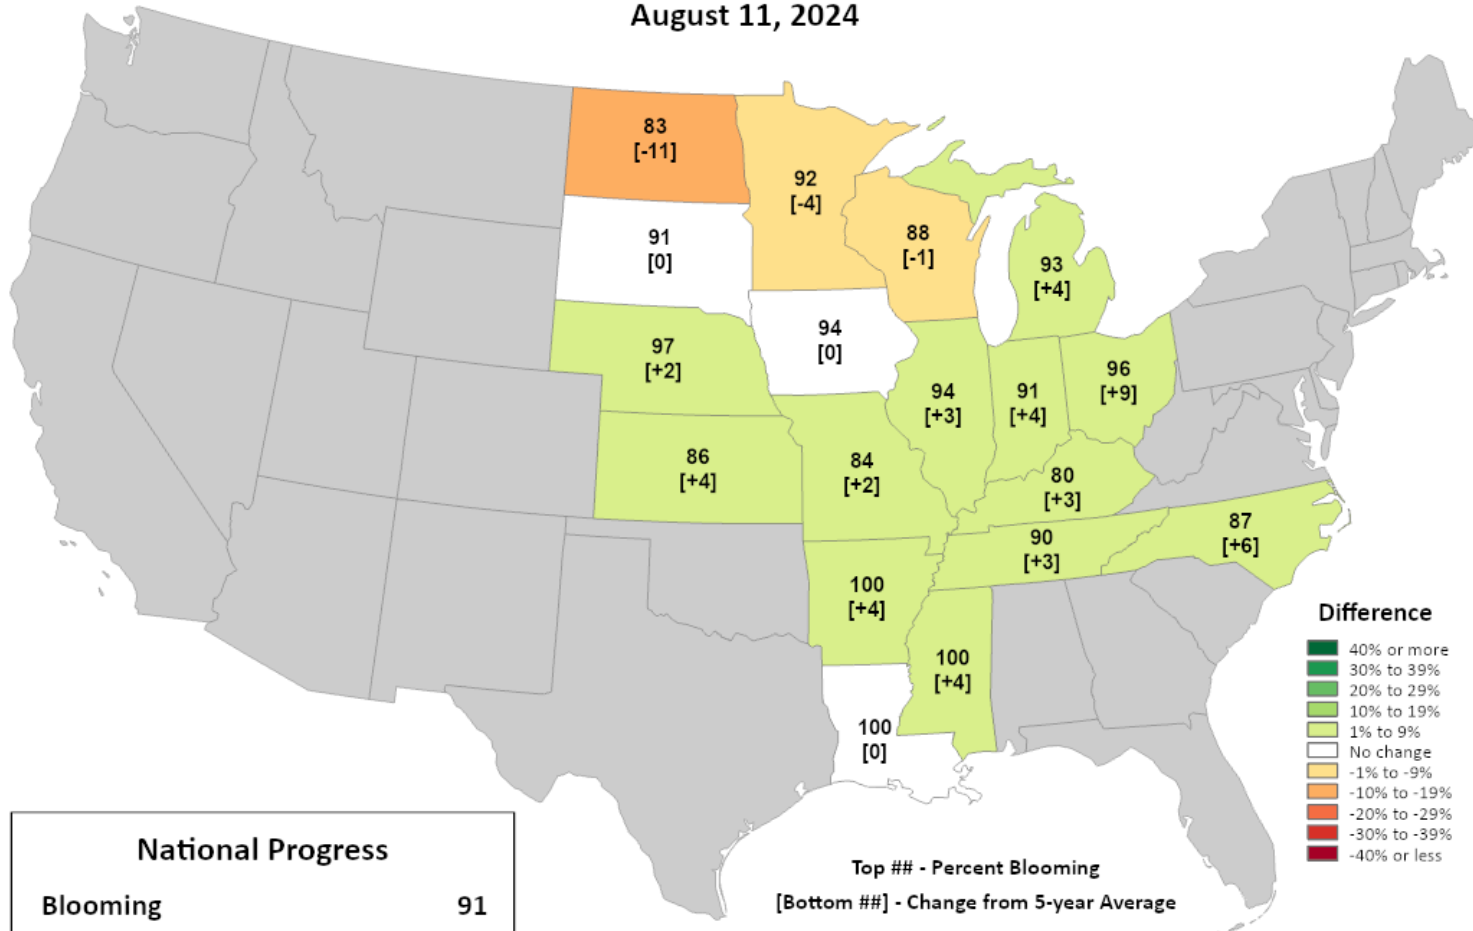 August 11, 2024
83
[-11]
92
[-4]
91
[0]
88
[-1]
93
[+4]
97
[+2]
94
[0]
94
[+3]
91
[+4]
96
[+9]
86
[+4]
84
[+2]
80
[+3]
90
[+3]
87
[+6]
100
[+4]
100
[+4]
100
[0]
Difference
40% or more
30% to 39%
20% to 29%
10% to 19%
1% to 9%
No change
-1% to -9%
-10% to -19%
-20% to -29%
-30% to -39%
-40% or less
National Progress
Blooming 91
Top ## - Percent Blooming
[Bottom ##] - Change from 5-year Average